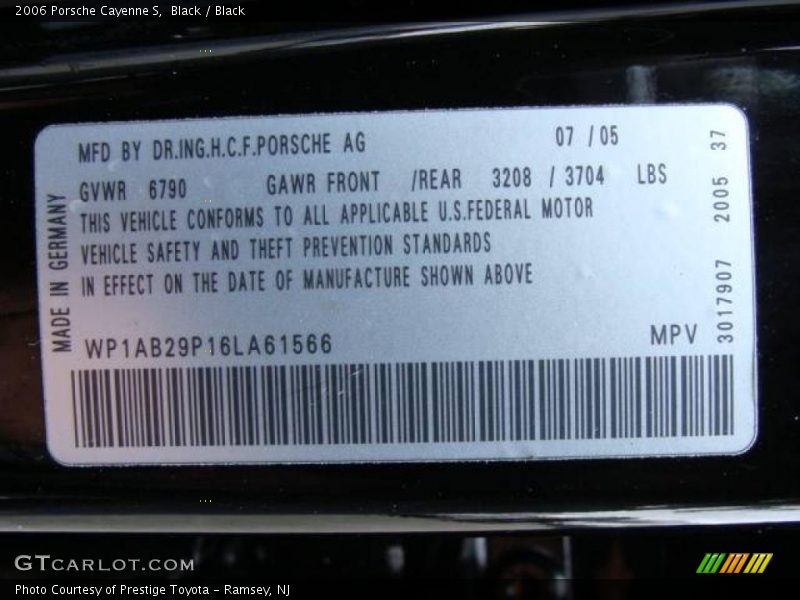 2006 Porsche Cayenne S,  Black / Black
MFD BY DR.ING.H.C.F.PORSCHE AG 07 /05
GVWR 6790 GAWR FRONT /REAR 3208 / 3704 LBS
THIS VEHICLE CONFORMS TO ALL APPLICABLE U.S.FEDERAL MOTOR
VEHICLE SAFETY AND THEFT PREVENTION STANDARDS
IN EFFECT ON THE DATE OF MANUFACTURE SHOWN ABOVE
WP1AB29P16LA61566 MPV
MADE IN GERMANY
3017907 2005 37
GTCARLOT.COM
Photo Courtesy of Prestige Toyota - Ramsey, NJ